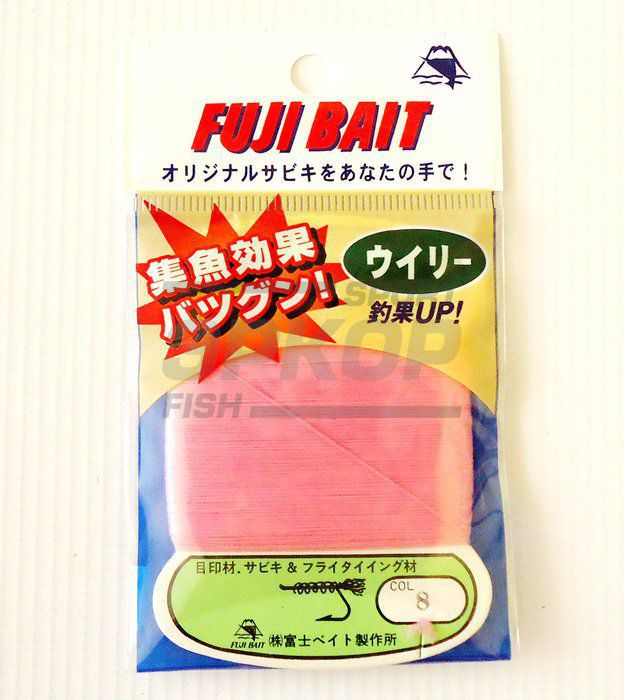 FUJI BAIT
オリジナルサビキをあなたの手で!
集魚効果
バツグン!
ウイリー
釣果UP!
SPORT
FISH
目印材.サビキ&フライタイイング材
COL
8
FUJI BAIT
㈱富士ベイト製作所